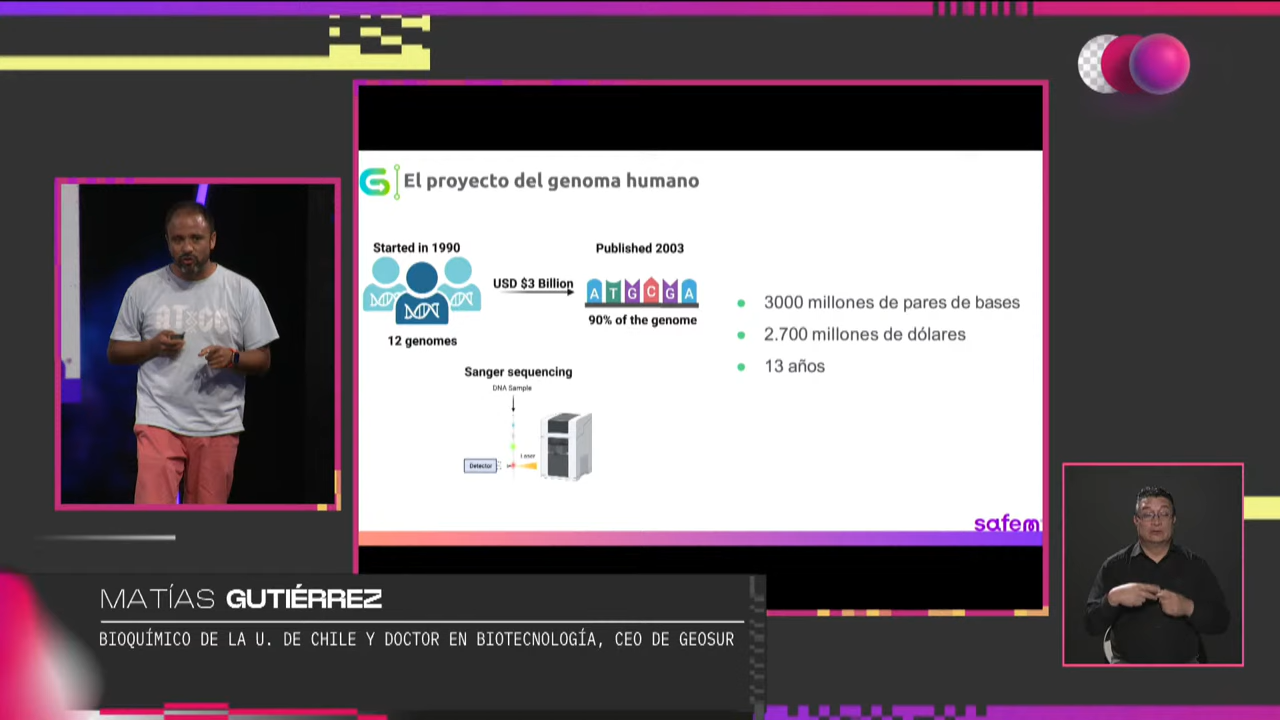 El proyecto del genoma humano
Started in 1990
12 genomes
USD $3 Billion
Published 2003
A T G C G A
90% of the genome
Sanger sequencing
DNA Sample
Detector
Laser
3000 millones de pares de bases
2.700 millones de dólares
13 años
safem
MATÍAS GUTIÉRREZ
BIOQUÍMICO DE LA U. DE CHILE Y DOCTOR EN BIOTECNOLOGÍA, CEO DE GEOSUR